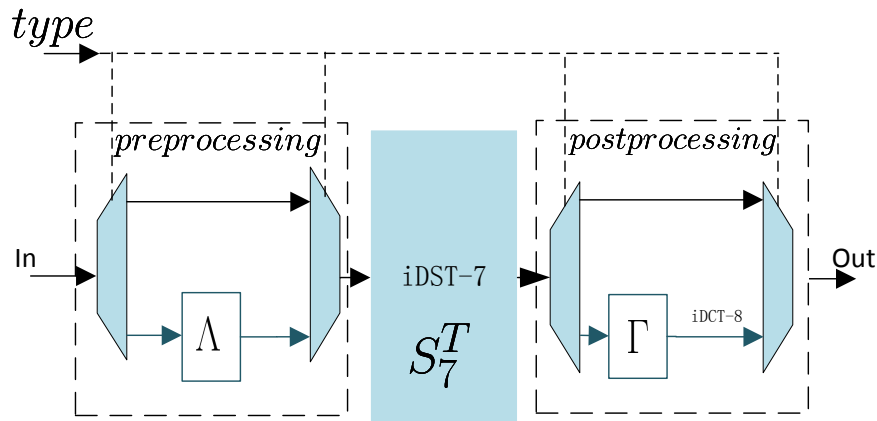 type
preprocessing
postprocessing
In
Λ
iDST-7
S_7^T
Γ
iDCT-8
Out